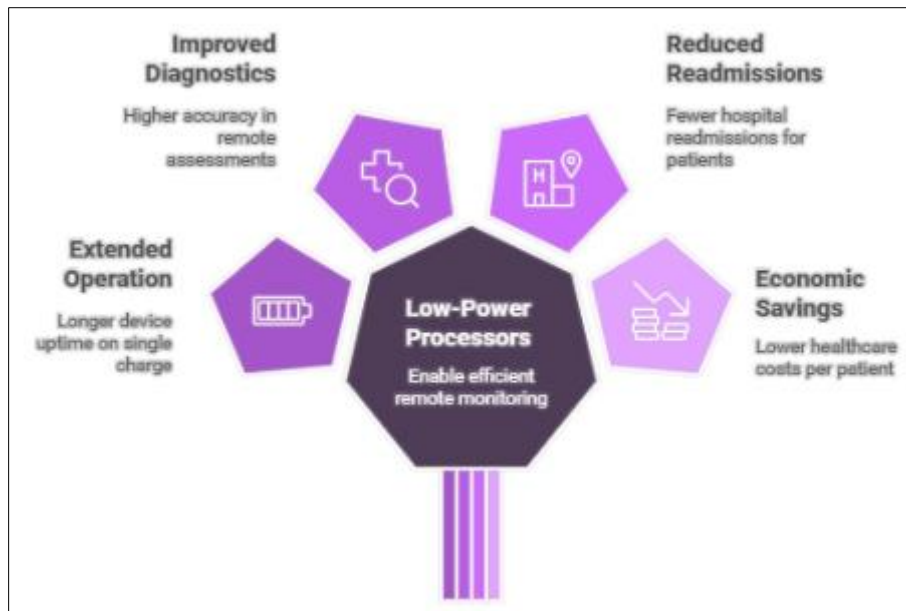 Improved
Diagnostics
Higher accuracy in
remote
assessments
Reduced
Readmissions
Fewer hospital
readmissions for
patients
Extended
Operation
Longer device
uptime on single
charge
Low-Power
Processors
Enable efficient
remote monitoring
Economic
Savings
Lower healthcare
costs per patient
H